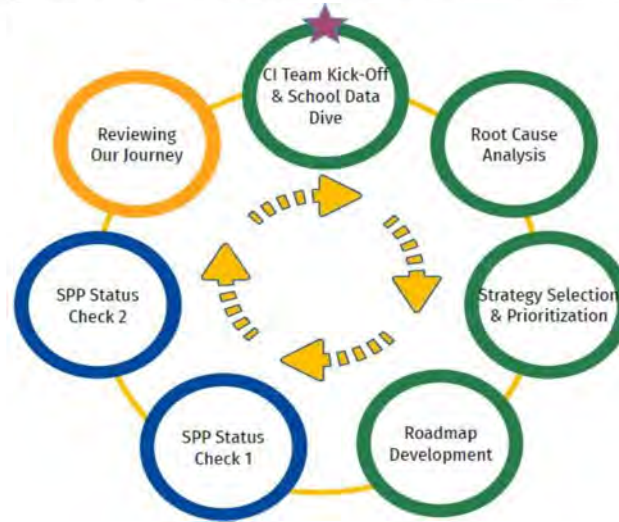 CI Team Kick-Off
& School Data
Dive
Root Cause
Analysis
Strategy Selection
& Prioritization
Roadmap
Development
SPP Status
Check 1
SPP Status
Check 2
Reviewing
Our Journey